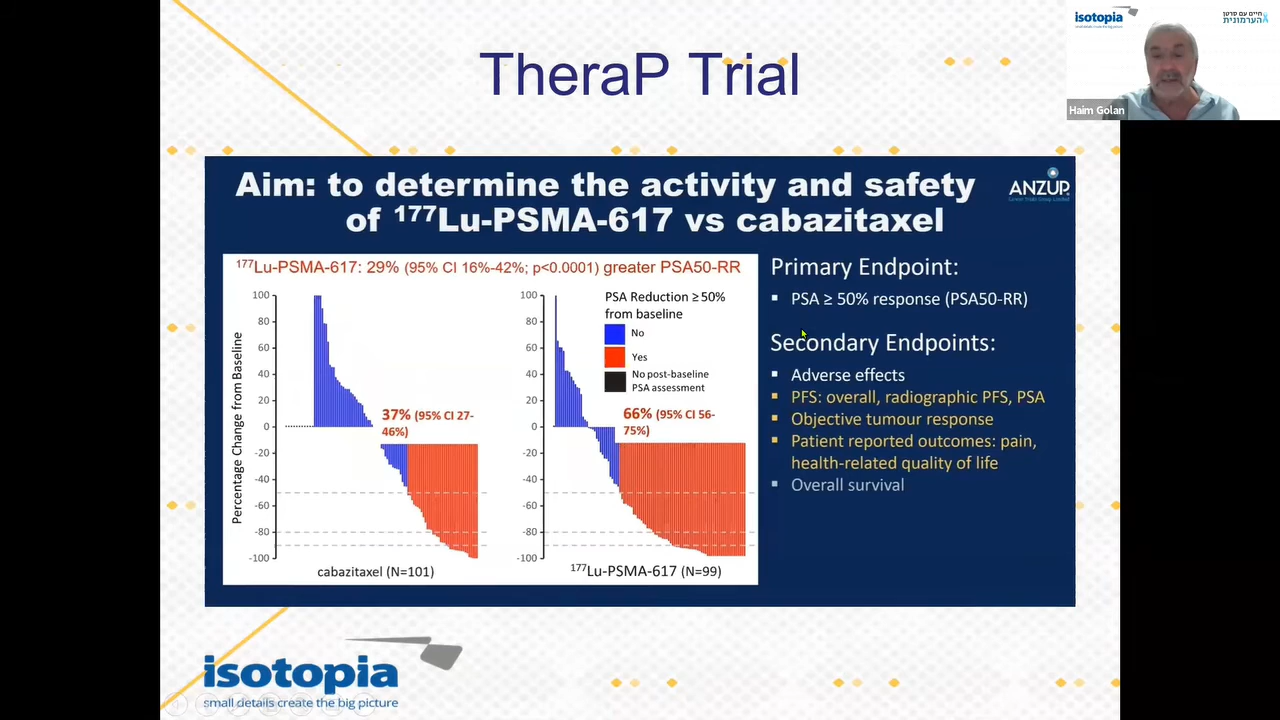 TheraP Trial
isotopia
חיים עם סרטן
הערמונית
Haim Golan
Aim: to determine the activity and safety
of ¹⁷⁷Lu-PSMA-617 vs cabazitaxel
ANZUP
¹⁷⁷Lu-PSMA-617: 29% (95% CI 16%-42%; p<0.0001) greater PSA50-RR
Percentage Change from Baseline
100
80
60
40
20
0
-20
-40
-60
-80
-100
37% (95% CI 27-
46%)
cabazitaxel (N=101)
100
80
60
40
20
0
-20
-40
-60
-80
-100
PSA Reduction ≥50%
from baseline
No
Yes
No post-baseline
PSA assessment
66% (95% CI 56-
75%)
¹⁷⁷Lu-PSMA-617 (N=99)
Primary Endpoint:
▪ PSA ≥ 50% response (PSA50-RR)
Secondary Endpoints:
▪ Adverse effects
▪ PFS: overall, radiographic PFS, PSA
▪ Objective tumour response
▪ Patient reported outcomes: pain,
health-related quality of life
▪ Overall survival
isotopia
small details create the big picture